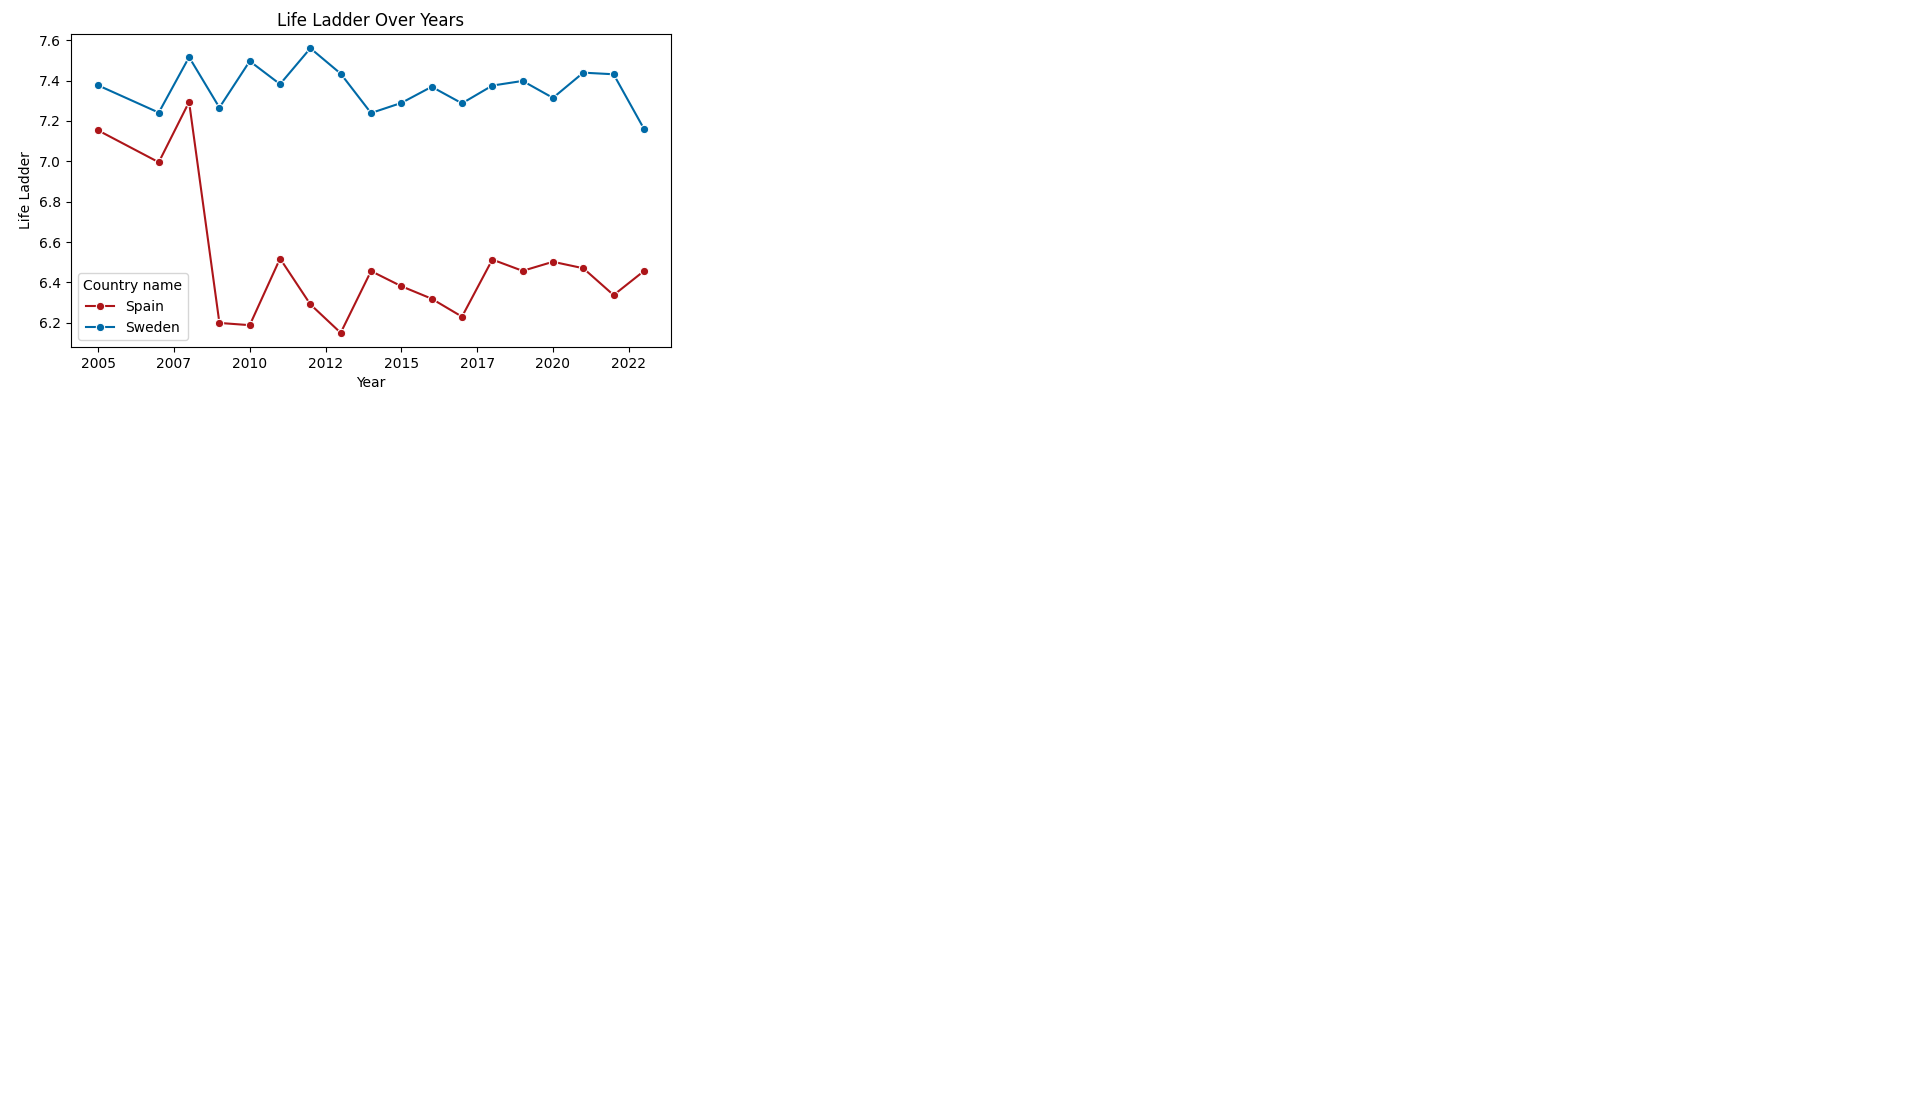 Life Ladder Over Years
7.6
7.4
7.2
7.0
6.8
6.6
6.4
6.2
Life Ladder
Country name
Spain
Sweden
2005 2007 2010 2012 2015 2017 2020 2022
Year